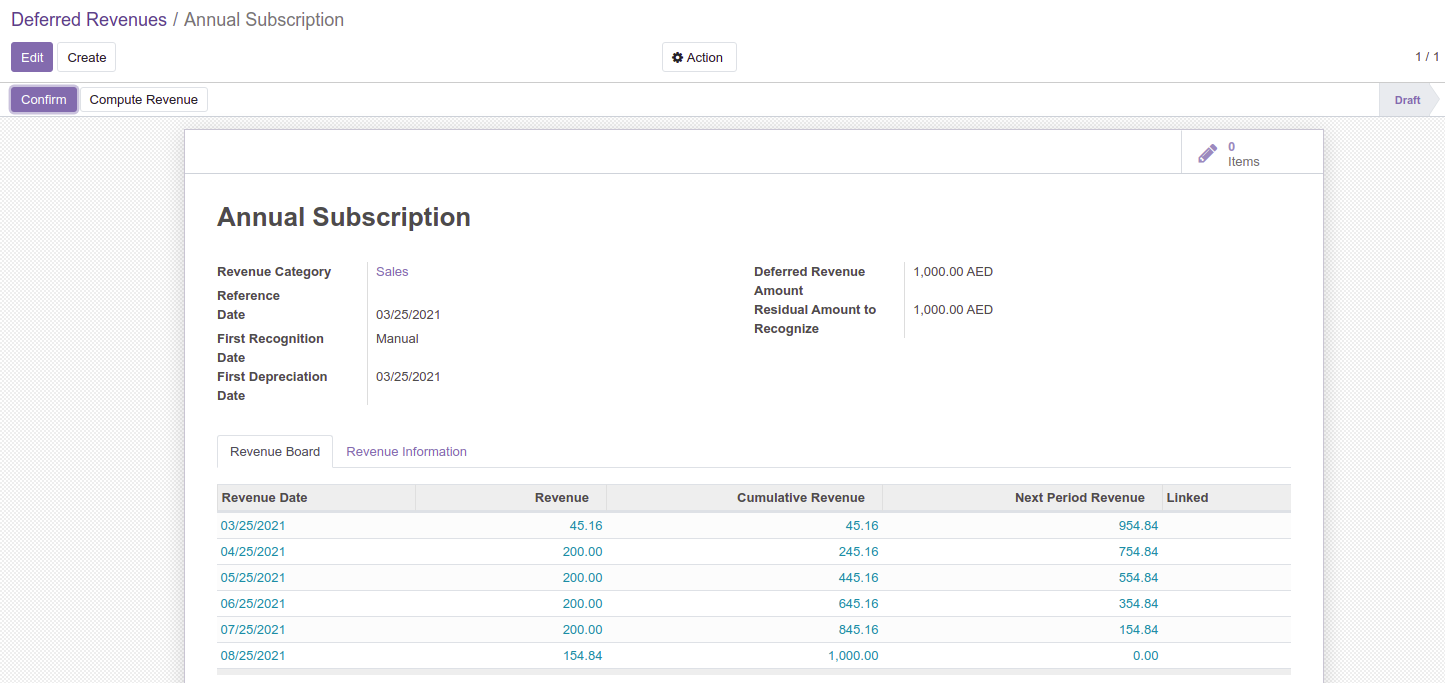 Deferred Revenues / Annual Subscription
Edit Create Action 1 / 1
Confirm Compute Revenue Draft
0
Items
Annual Subscription
Revenue Category Sales
Reference
Date 03/25/2021
First Recognition Date Manual
First Depreciation Date 03/25/2021
Deferred Revenue Amount 1,000.00 AED
Residual Amount to Recognize 1,000.00 AED
Revenue Board Revenue Information
Revenue Date Revenue Cumulative Revenue Next Period Revenue Linked
03/25/2021 45.16 45.16 954.84
04/25/2021 200.00 245.16 754.84
05/25/2021 200.00 445.16 554.84
06/25/2021 200.00 645.16 354.84
07/25/2021 200.00 845.16 154.84
08/25/2021 154.84 1,000.00 0.00